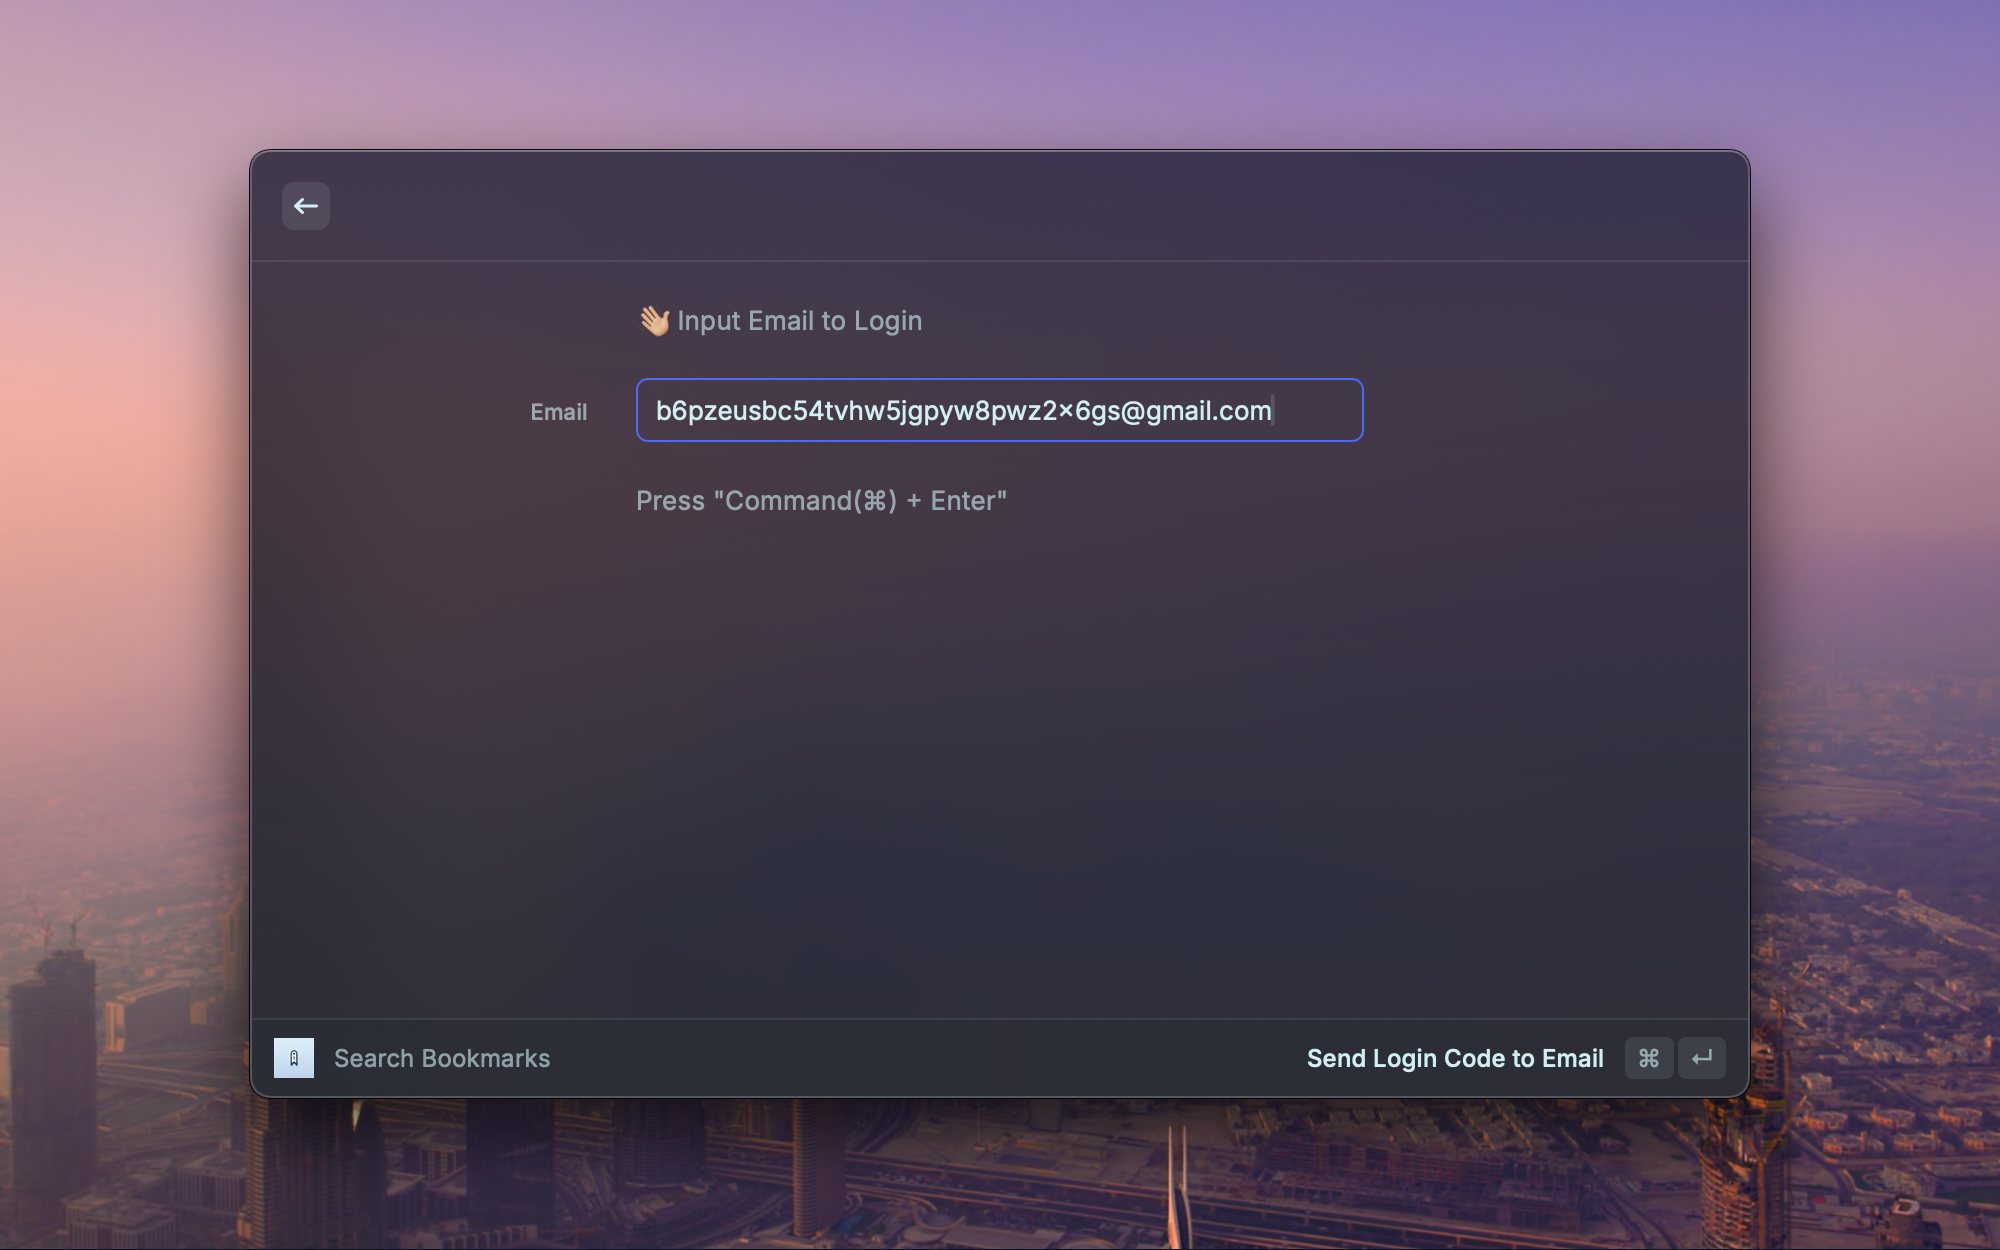 👋🏻 Input Email to Login
Email
b6pzeusbc54tvhw5jgpyw8pwz2×6gs@gmail.com
Press "Command(⌘) + Enter"
Search Bookmarks
Send Login Code to Email ⌘ ↵